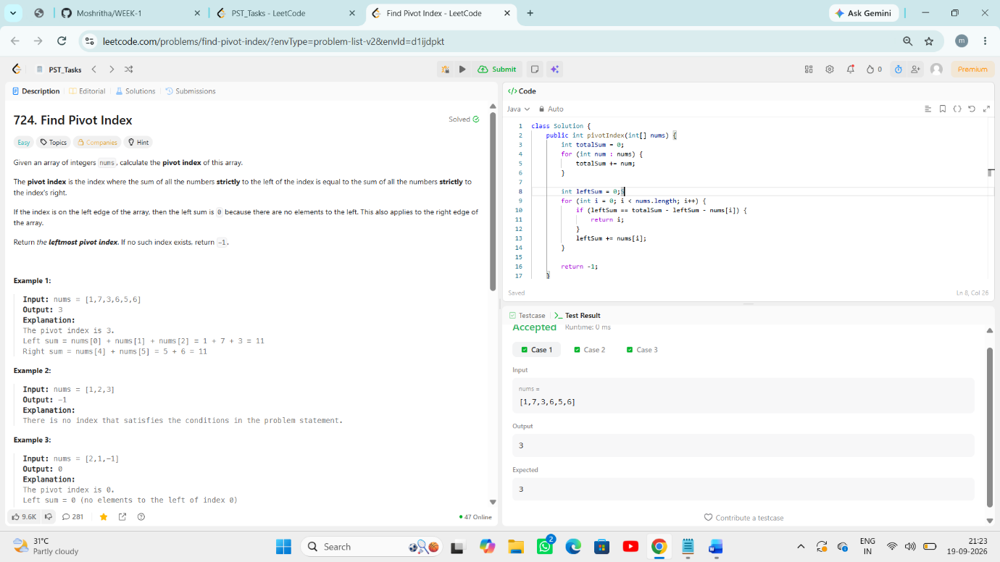 Moshritha/WEEK-1
PST_Tasks - LeetCode
Find Pivot Index - LeetCode
Ask Gemini
leetcode.com/problems/find-pivot-index/?envType=problem-list-v2&envId=d1ijdpkt
m
PST_Tasks
Submit
0
Premium
Description
Editorial
Solutions
Submissions
724. Find Pivot Index
Solved
Easy
Topics
Companies
Hint
Given an array of integers nums, calculate the pivot index of this array.
The pivot index is the index where the sum of all the numbers strictly to the left of the index is equal to the sum of all the numbers strictly to
the index's right.
If the index is on the left edge of the array, then the left sum is 0 because there are no elements to the left. This also applies to the right edge of
the array.
Return the leftmost pivot index. If no such index exists, return -1.
Example 1:
Input: nums = [1,7,3,6,5,6]
Output: 3
Explanation:
The pivot index is 3.
Left sum = nums[0] + nums[1] + nums[2] = 1 + 7 + 3 = 11
Right sum = nums[4] + nums[5] = 5 + 6 = 11
Example 2:
Input: nums = [1,2,3]
Output: -1
Explanation:
There is no index that satisfies the conditions in the problem statement.
Example 3:
Input: nums = [2,1,-1]
Output: 0
Explanation:
The pivot index is 0.
Left sum = 0 (no elements to the left of index 0)
9.6K
281
47 Online
</> Code
Java
Auto
1 class Solution {
2 public int pivotIndex(int[] nums) {
3 int totalSum = 0;
4 for (int num : nums) {
5 totalSum += num;
6 }
7
8 int leftSum = 0;
9 for (int i = 0; i < nums.length; i++) {
10 if (leftSum == totalSum - leftSum - nums[i]) {
11 return i;
12 }
13 leftSum += nums[i];
14 }
15
16 return -1;
17 }
Saved
Ln 8, Col 26
Testcase
>_ Test Result
Accepted
Runtime: 0 ms
Case 1
Case 2
Case 3
Input
nums =
[1,7,3,6,5,6]
Output
3
Expected
3
Contribute a testcase
31°C
Partly cloudy
Search
2
ENG
IN
21:23
19-09-2026